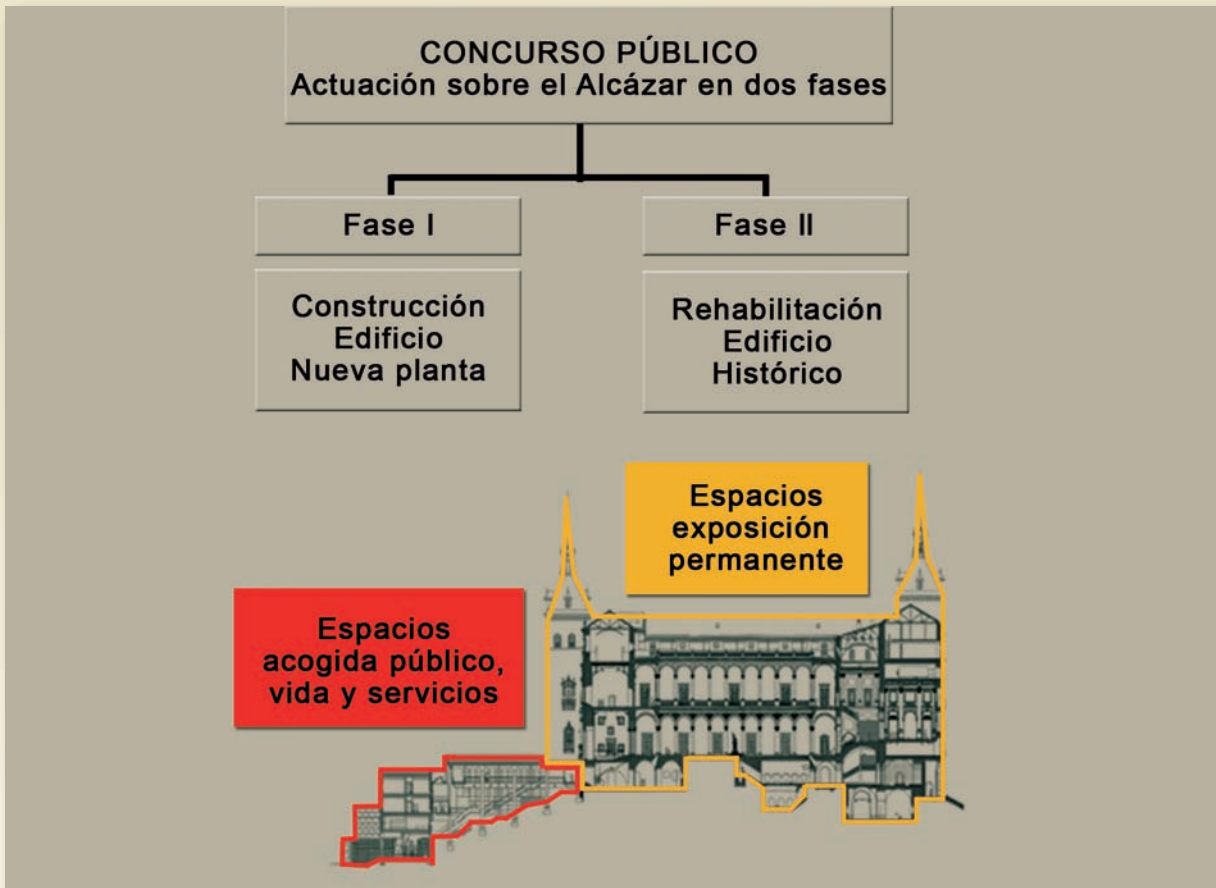 CONCURSO PÚBLICO
Actuación sobre el Alcázar en dos fases
Fase I
Fase II
Construcción
Edificio
Nueva planta
Rehabilitación
Edificio
Histórico
Espacios
exposición
permanente
Espacios
acogida público,
vida y servicios